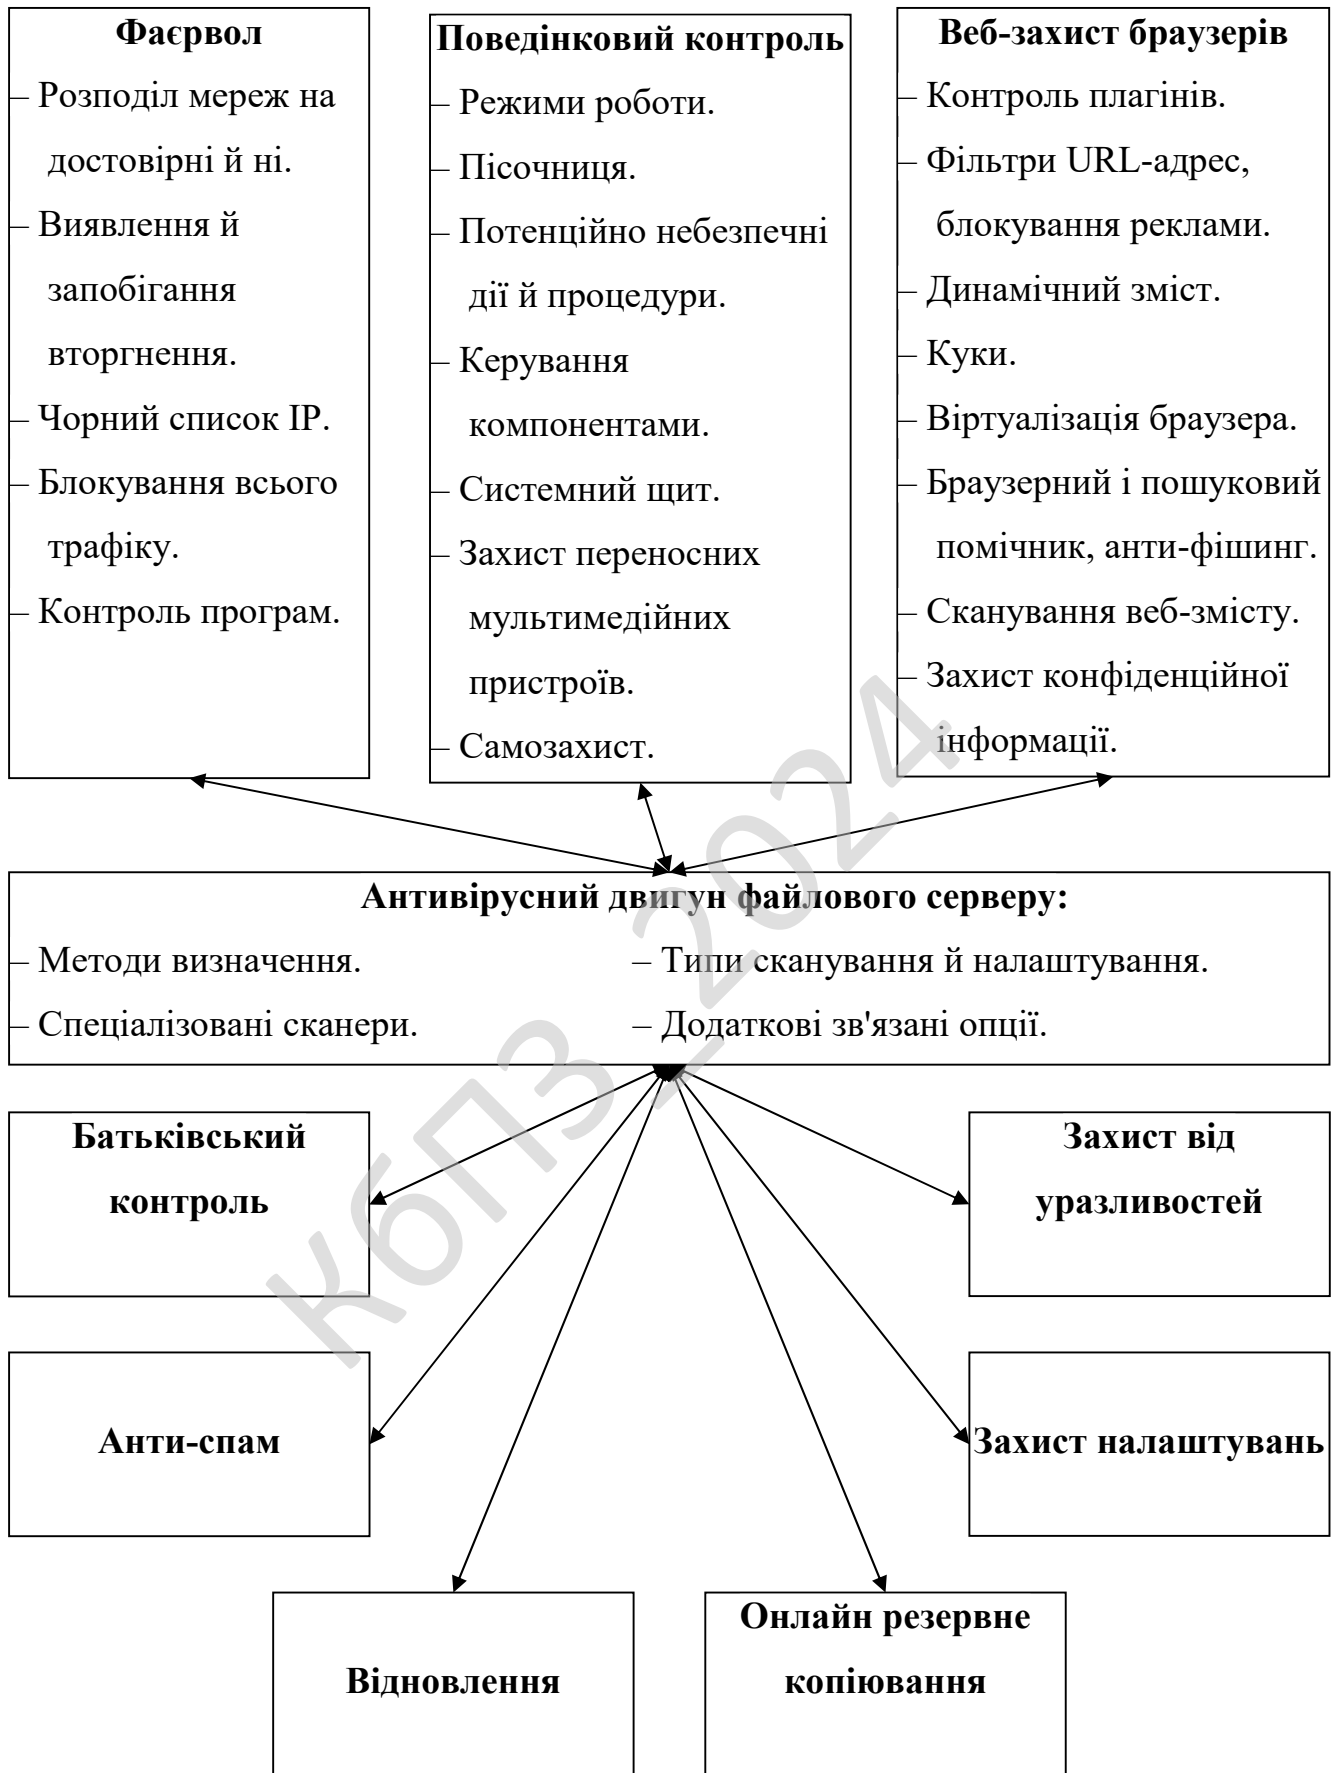 Фаєрвол
– Розподіл мереж на
достовірні й ні.
– Виявлення й
запобігання
вторгнення.
– Чорний список IP.
– Блокування всього
трафіку.
– Контроль програм.
Поведінковий контроль
– Режими роботи.
– Пісочниця.
– Потенційно небезпечні
дії й процедури.
– Керування
компонентами.
– Системний щит.
– Захист переносних
мультимедійних
пристроїв.
– Самозахист.
Веб-захист браузерів
– Контроль плагінів.
– Фільтри URL-адрес,
блокування реклами.
– Динамічний зміст.
– Куки.
– Віртуалізація браузера.
– Браузерний і пошуковий
помічник, анти-фішинг.
– Сканування веб-змісту.
– Захист конфіденційної
інформації.
Антивірусний двигун файлового серверу:
– Методи визначення.
– Спеціалізовані сканери.
– Типи сканування й налаштування.
– Додаткові зв'язані опції.
Батьківський
контроль
Захист від
уразливостей
Анти-спам
Захист налаштувань
Відновлення
Онлайн резервне
копіювання
КбПЗ_2024